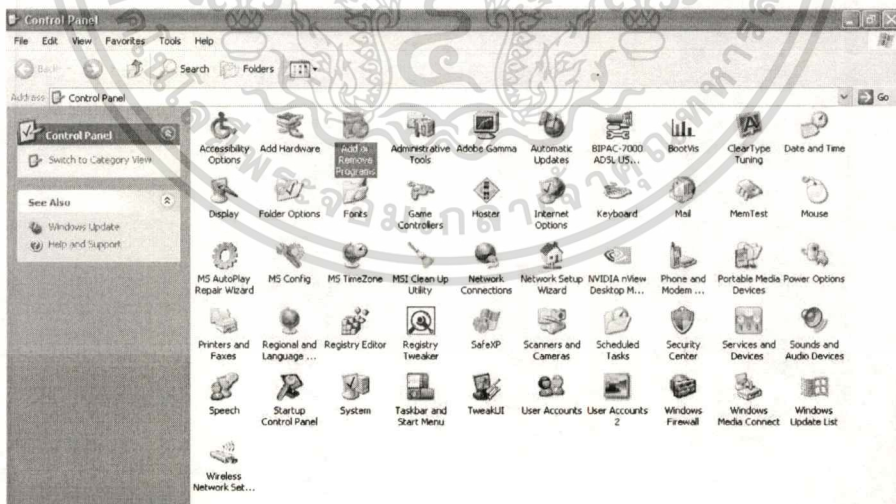 Control Panel
File Edit View Favorites Tools Help
Back Search Folders
Address Control Panel Go
Control Panel
Switch to Category View
See Also
Windows Update
Help and Support
Accessibility Options
Add Hardware
Add or Remove Programs
Administrative Tools
Adobe Gamma
Automatic Updates
BIPAC-7000 ADSL US...
BootVis
ClearType Tuning
Date and Time
Display
Folder Options
Fonts
Game Controllers
Hoster
Internet Options
Keyboard
Mail
MemTest
Mouse
MS AutoPlay Repair Wizard
MS Config
MS TimeZone
MSI Clean Up Utility
Network Connections
Network Setup Wizard
NVIDIA nView Desktop M...
Phone and Modem ...
Portable Media Devices
Power Options
Printers and Faxes
Regional and Language ...
Registry Editor
Registry Tweaker
SafeXP
Scanners and Cameras
Scheduled Tasks
Security Center
Services and Devices
Sounds and Audio Devices
Speech
Startup Control Panel
System
Taskbar and Start Menu
TweakUI
User Accounts
User Accounts 2
Windows Firewall
Windows Media Connect
Windows Update List
Wireless Network Set...